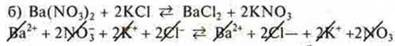 б) Ba(NO₃)₂ + 2KCl ⇄ BaCl₂ + 2KNO₃
Ba²⁺ + 2NO₃⁻ + 2K⁺ + 2Cl⁻ ⇄ Ba²⁺ + 2Cl— + 2K⁺ +2NO₃